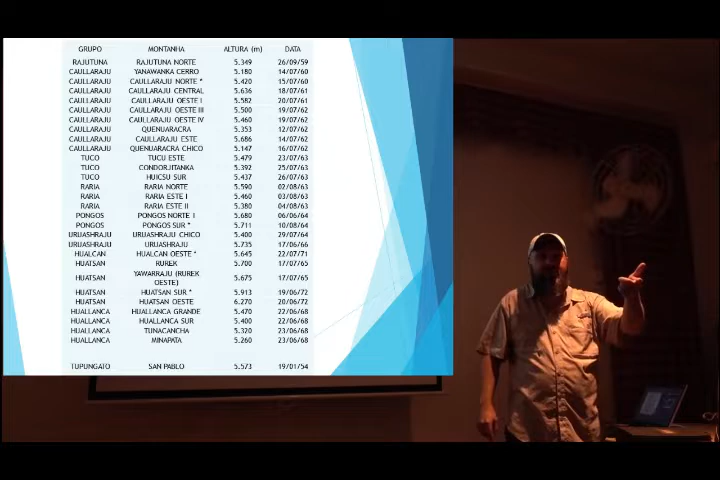 GRUPO MONTANHA ALTURA (m) DATA
RAJUTUNA RAJUTUNA NORTE 5.349 26/09/59
CAULLARAJU YANAWANKA CERRO 5.180 14/07/60
CAULLARAJU CAULLARAJU NORTE * 5.420 15/07/60
CAULLARAJU CAULLARAJU CENTRAL 5.636 18/07/61
CAULLARAJU CAULLARAJU OESTE I 5.582 20/07/61
CAULLARAJU CAULLARAJU OESTE III 5.500 19/07/62
CAULLARAJU CAULLARAJU OESTE IV 5.460 19/07/62
CAULLARAJU QUENUARACRA 5.353 12/07/62
CAULLARAJU CAULLARAJU ESTE 5.686 14/07/62
CAULLARAJU QUENUARACRA CHICO 5.147 16/07/62
TUCO TUCU ESTE 5.479 23/07/63
TUCO CONDORJITANKA 5.392 25/07/63
TUCO HUICSU SUR 5.437 26/07/63
RARIA RARIA NORTE 5.590 02/08/63
RARIA RARIA ESTE I 5.460 03/08/63
RARIA RARIA ESTE II 5.380 04/08/63
PONGOS PONGOS NORTE I 5.680 06/06/64
PONGOS PONGOS SUR * 5.711 10/08/64
URUASHRAJU URUASHRAJU CHICO 5.400 29/07/64
URUASHRAJU URUASHRAJU 5.735 17/06/66
HUALCAN HUALCAN OESTE * 5.645 22/07/71
HUATSAN RUREK 5.700 17/07/65
HUATSAN YAWARRAJU (RUREK OESTE) 5.675 17/07/65
HUATSAN HUATSAN SUR * 5.913 19/06/72
HUATSAN HUATSAN OESTE 6.270 20/06/72
HUALLANCA HUALLANCA GRANDE 5.470 22/06/68
HUALLANCA HUALLANCA SUR 5.400 22/06/68
HUALLANCA TUNACANCHA 5.320 23/06/68
HUALLANCA MINAPATA 5.260 23/06/68
TUPUNGATO SAN PABLO 5.573 19/01/54